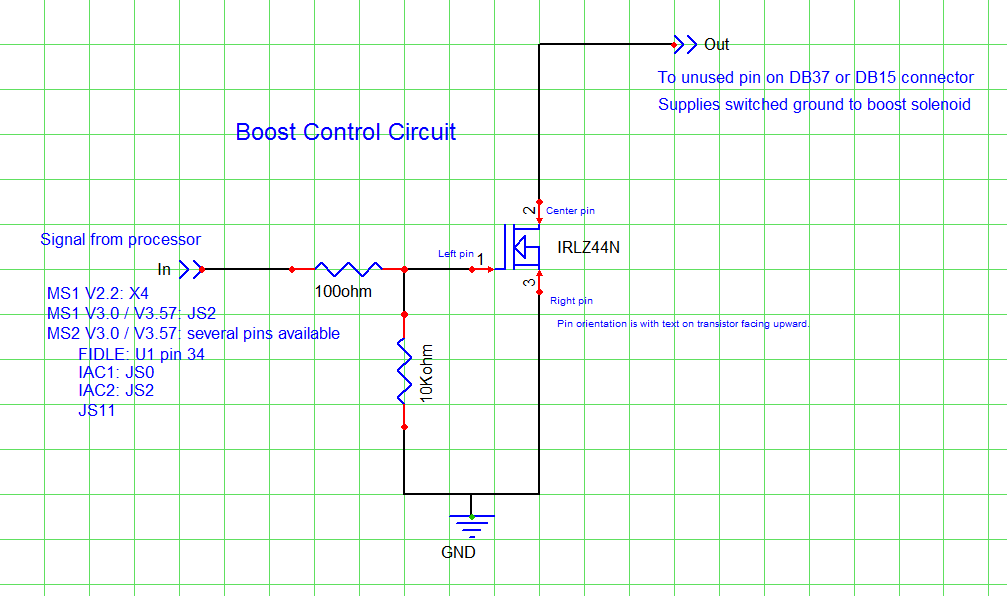 Out
To unused pin on DB37 or DB15 connector
Supplies switched ground to boost solenoid
Boost Control Circuit
2
Center pin
Signal from processor
Left pin
1
IRLZ44N
In
100ohm
3
Right pin
Pin orientation is with text on transistor facing upward.
MS1 V2.2: X4
MS1 V3.0 / V3.57: JS2
MS2 V3.0 / V3.57: several pins available
FIDLE: U1 pin 34
IAC1: JS0
IAC2: JS2
JS11
10Kohm
GND